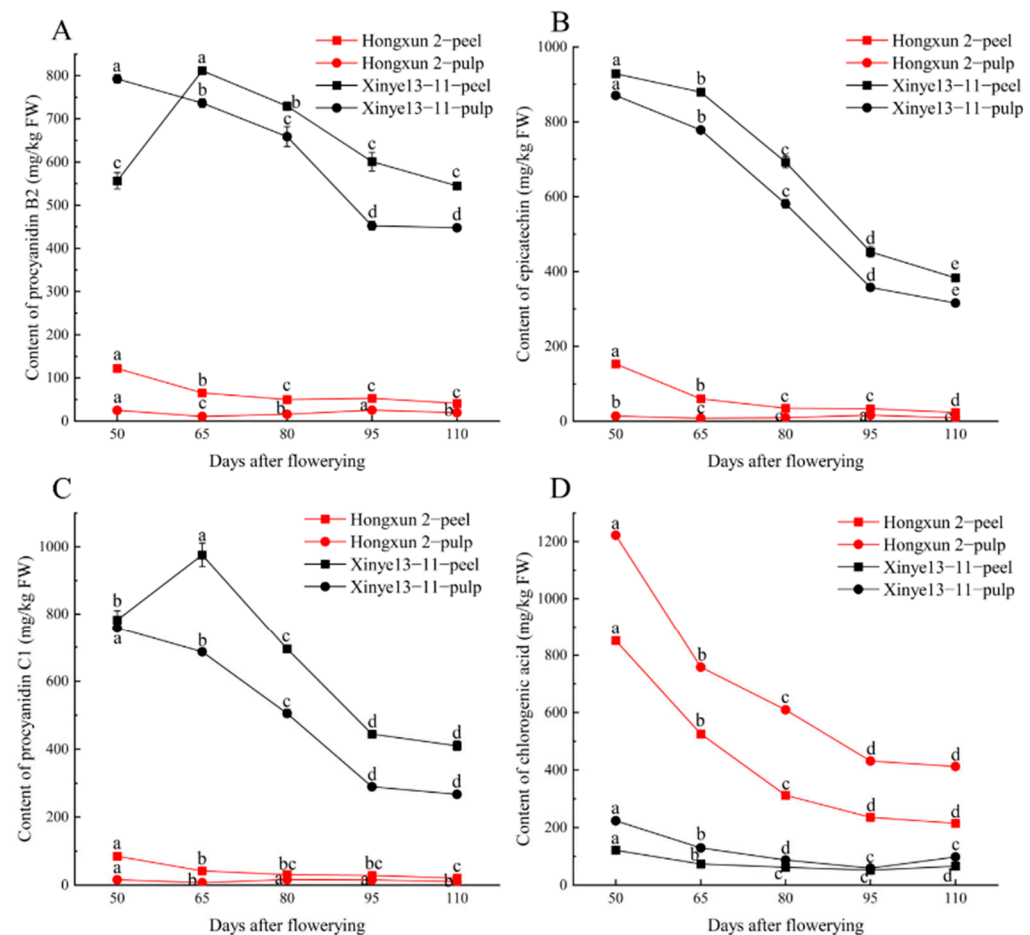 A
Hongxun 2-peel
Hongxun 2-pulp
Xinye13-11-peel
Xinye13-11-pulp
Content of procyanidin B2 (mg/kg FW)
800
700
600
500
400
300
200
100
0
a
c
a
b
b
c
c
d
c
d
a
a
b
c
c
b
c
a
c
b
50 65 80 95 110
Days after flowerying
B
Hongxun 2-peel
Hongxun 2-pulp
Xinye13-11-peel
Xinye13-11-pulp
Content of epicatechin (mg/kg FW)
1000
800
600
400
200
0
a
a
b
b
c
c
d
d
e
e
a
b
b
c
c
c
c
a
d
c
50 65 80 95 110
Days after flowerying
C
Hongxun 2-peel
Hongxun 2-pulp
Xinye13-11-peel
Xinye13-11-pulp
Content of procyanidin C1 (mg/kg FW)
1000
800
600
400
200
0
b
a
a
b
c
c
d
d
d
d
a
a
b
b
bc
a
bc
a
c
b
50 65 80 95 110
Days after flowerying
D
Hongxun 2-peel
Hongxun 2-pulp
Xinye13-11-peel
Xinye13-11-pulp
Content of chlorogenic acid (mg/kg FW)
1200
1000
800
600
400
200
0
a
a
b
b
c
c
d
d
d
d
a
a
b
b
d
c
c
c
c
d
50 65 80 95 110
Days after flowerying